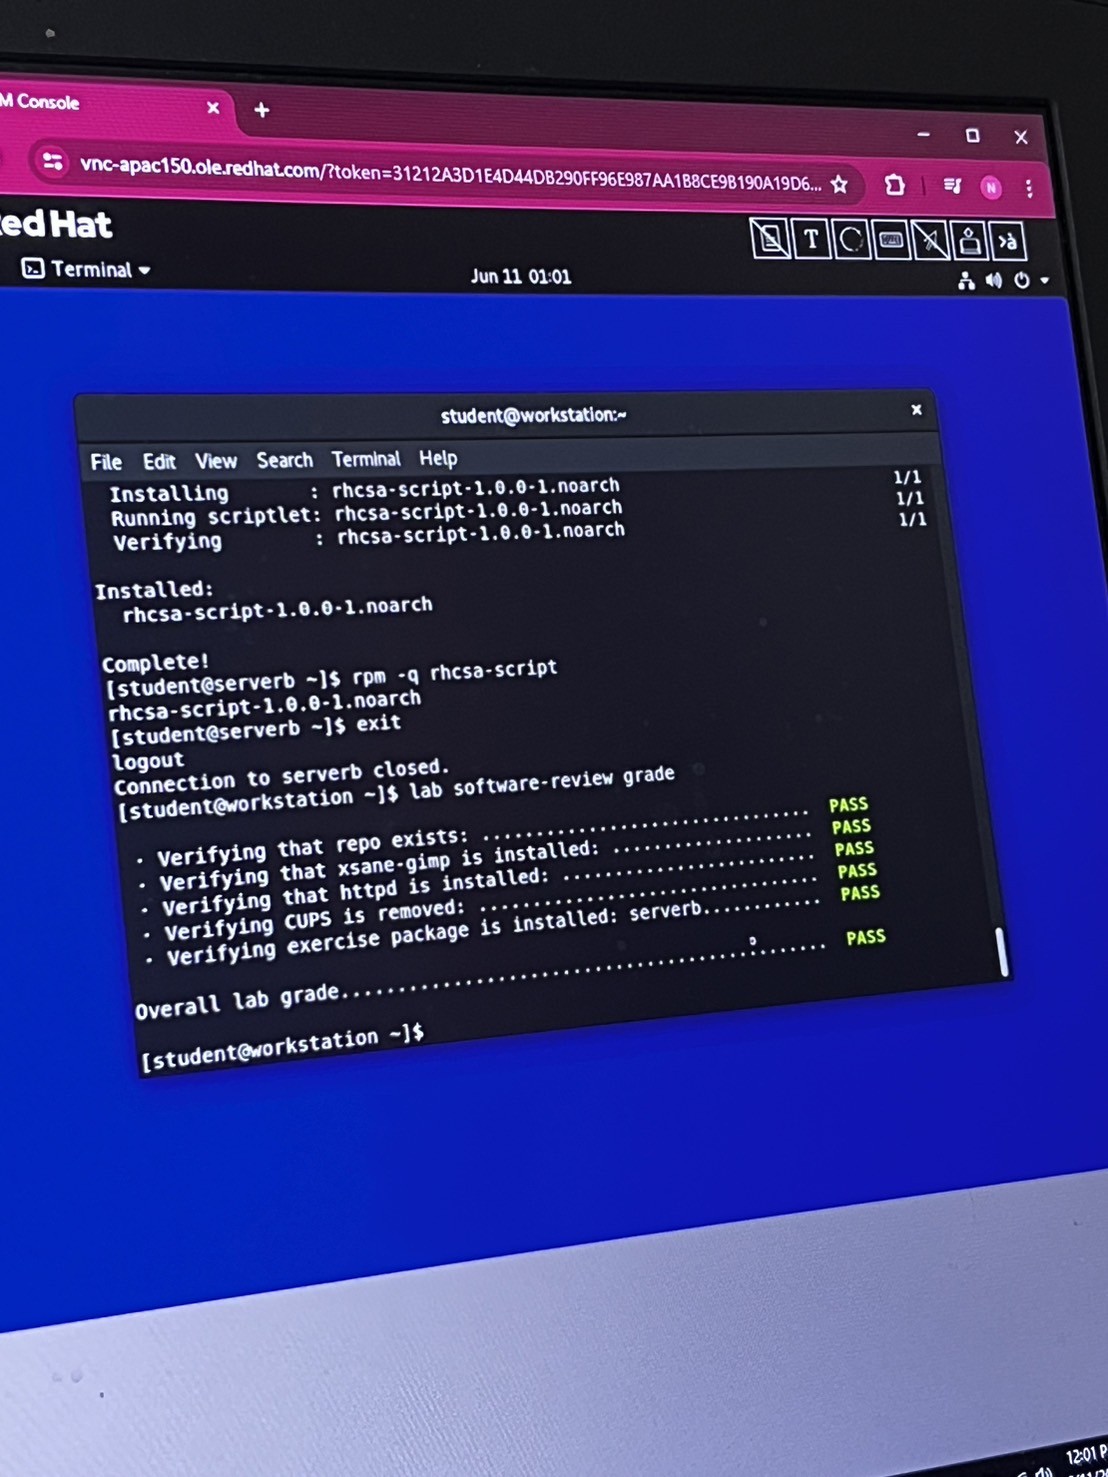 M Console
vnc-apac150.ole.redhat.com/?token=31212A3D1E4D44DB290FF96E987AA1B8CE9B190A19D6...
N
ed Hat
T
Terminal
Jun 11 01:01
student@workstation:~
File Edit View Search Terminal Help
Installing : rhcsa-script-1.0.0-1.noarch 1/1
Running scriptlet: rhcsa-script-1.0.0-1.noarch 1/1
Verifying : rhcsa-script-1.0.0-1.noarch 1/1
Installed:
rhcsa-script-1.0.0-1.noarch
Complete!
[student@serverb ~]$ rpm -q rhcsa-script
rhcsa-script-1.0.0-1.noarch
[student@serverb ~]$ exit
logout
Connection to serverb closed.
[student@workstation ~]$ lab software-review grade
· Verifying that repo exists: .............................. PASS
· Verifying that xsane-gimp is installed: ................... PASS
· Verifying that httpd is installed: ........................ PASS
· Verifying CUPS is removed: ............................... PASS
· Verifying exercise package is installed: serverb........... PASS
Overall lab grade............................................. PASS
[student@workstation ~]$
12:01 P